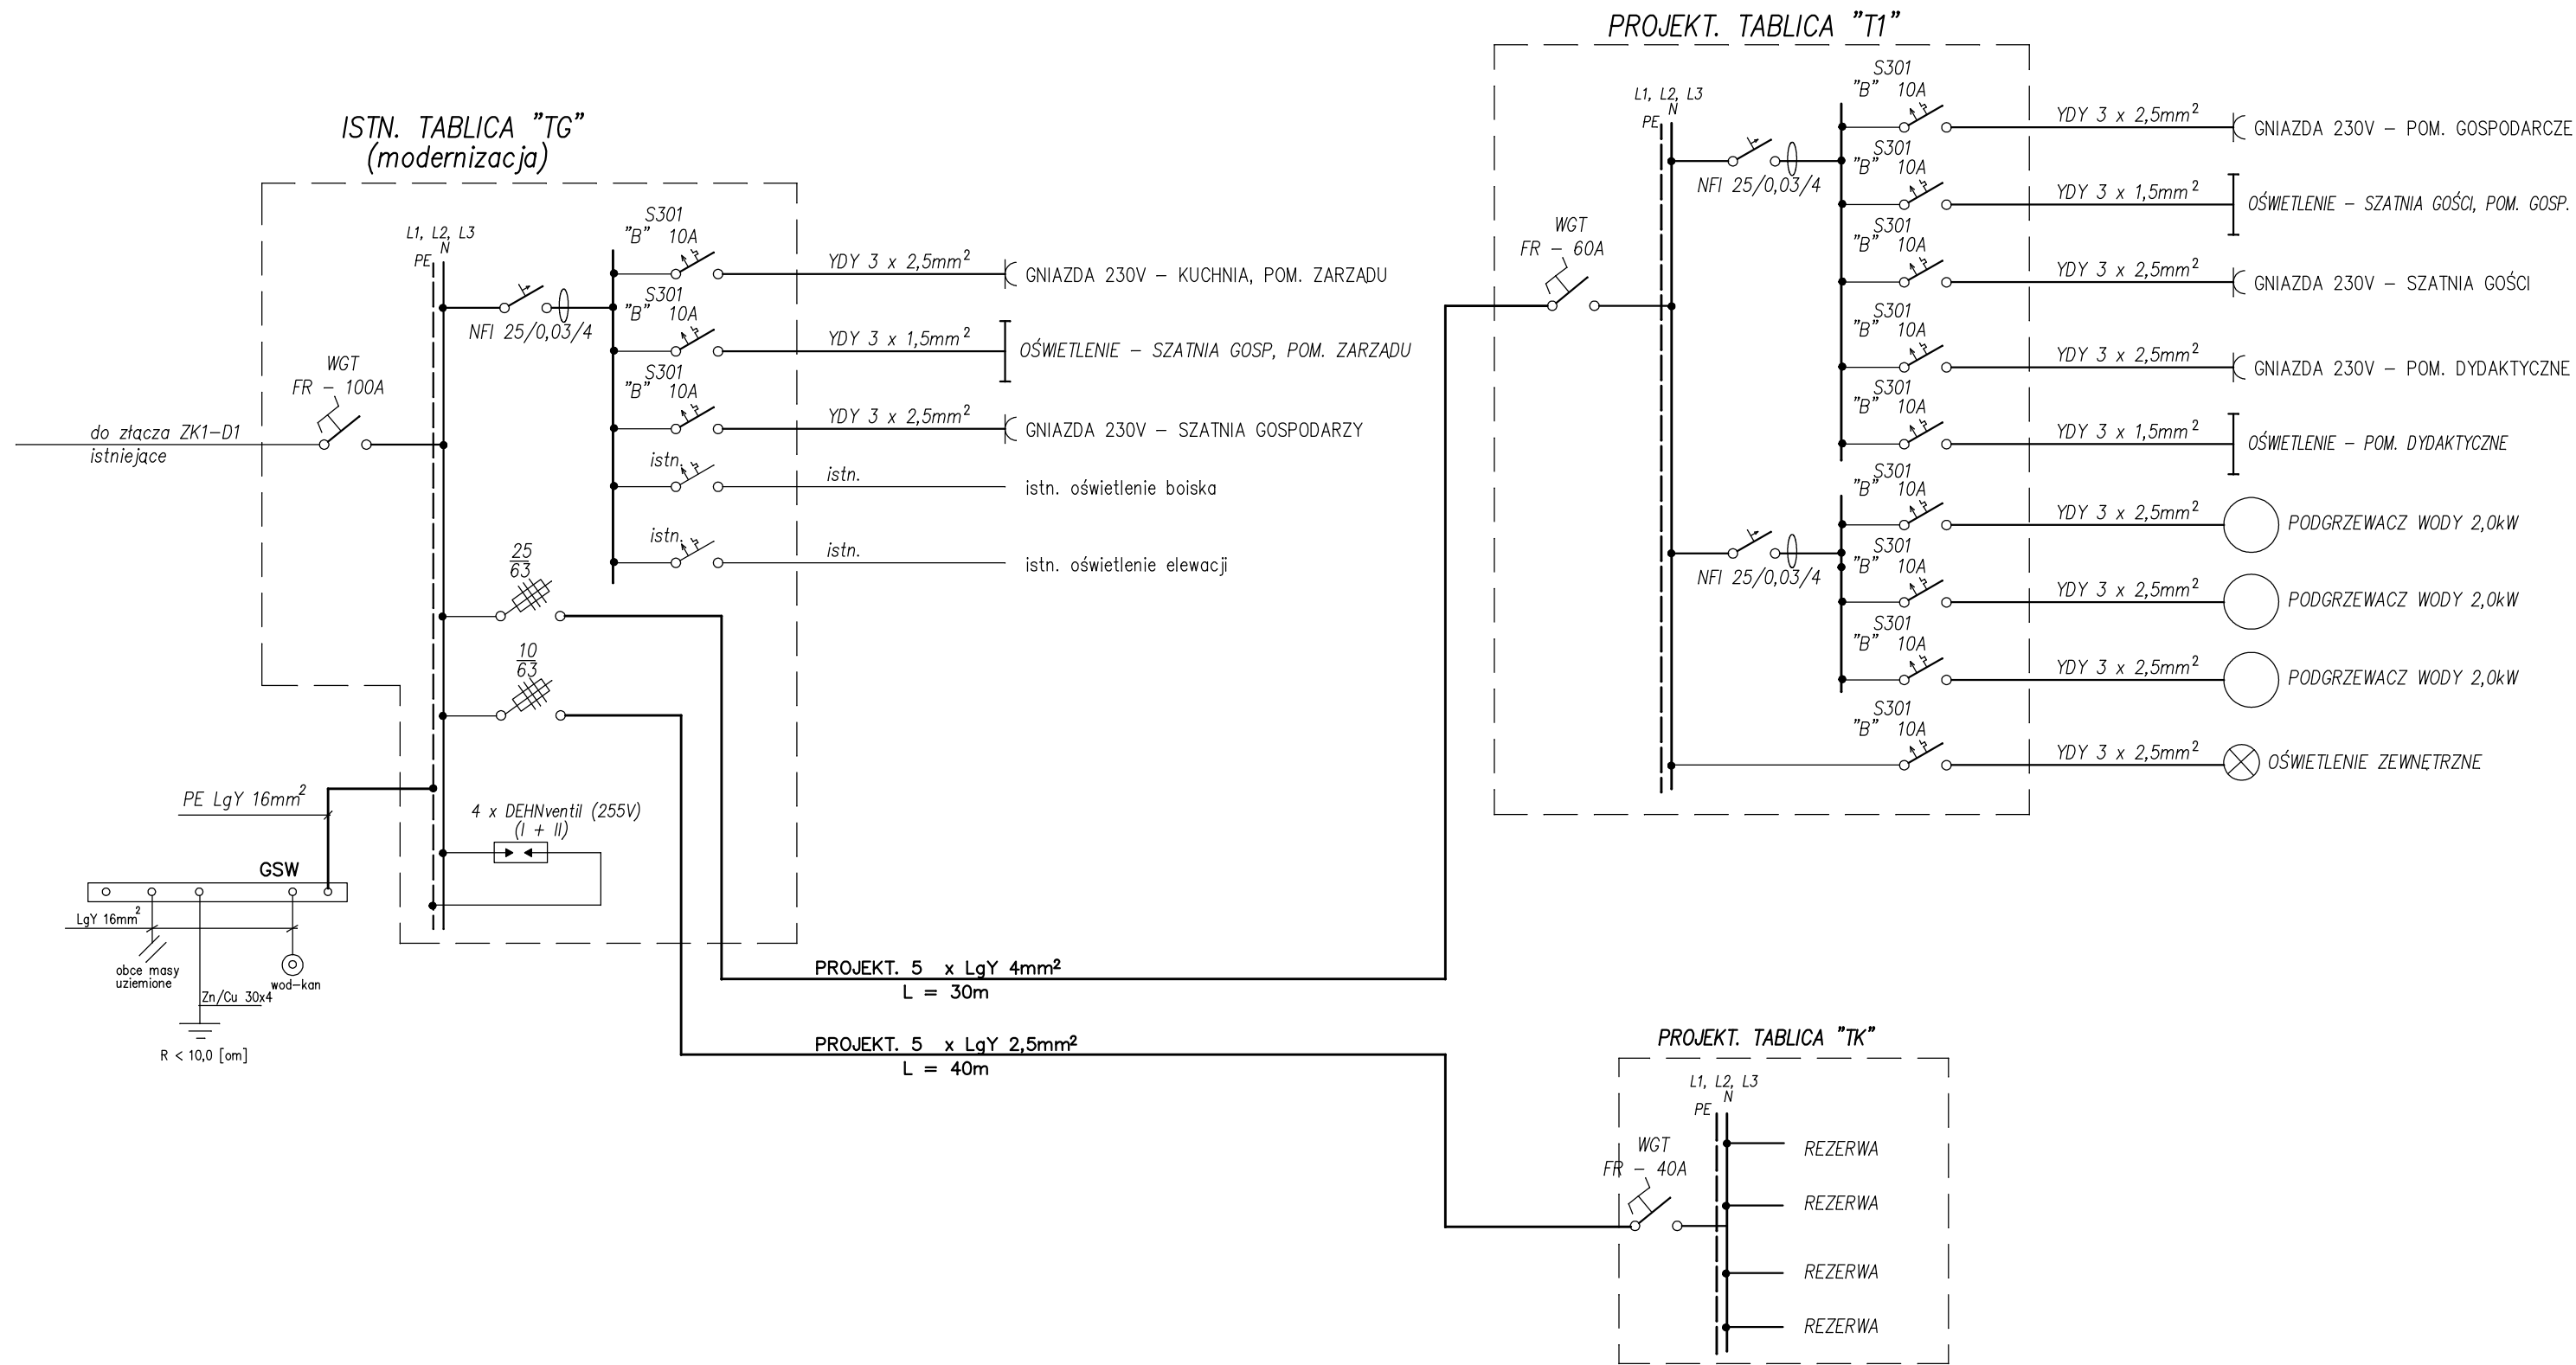 PROJEKT. TABLICA "T1"
ISTN. TABLICA "TG"
(modernizacja)
L1, L2, L3
N
PE
WGT
FR - 100A
do złącza ZK1-D1
istniejące
NFI 25/0,03/4
S301
"B" 10A
YDY 3 x 2,5mm²
GNIAZDA 230V - KUCHNIA, POM. ZARZĄDU
S301
"B" 10A
YDY 3 x 1,5mm²
OŚWIETLENIE - SZATNIA GOSP, POM. ZARZĄDU
S301
"B" 10A
YDY 3 x 2,5mm²
GNIAZDA 230V - SZATNIA GOSPODARZY
istn.
istn.
istn. oświetlenie boiska
istn.
istn.
istn. oświetlenie elewacji
25
63
10
63
PE LgY 16mm²
4 x DEHNventil (255V)
(I + II)
GSW
LgY 16mm²
obce masy
uziemione
wod-kan
Zn/Cu 30x4
R < 10,0 [om]
PROJEKT. 5 x LgY 4mm²
L = 30m
PROJEKT. 5 x LgY 2,5mm²
L = 40m
L1, L2, L3
N
PE
WGT
FR - 60A
NFI 25/0,03/4
S301
"B" 10A
YDY 3 x 2,5mm²
GNIAZDA 230V - POM. GOSPODARCZE
S301
"B" 10A
YDY 3 x 1,5mm²
OŚWIETLENIE - SZATNIA GOŚCI, POM. GOSP.
S301
"B" 10A
YDY 3 x 2,5mm²
GNIAZDA 230V - SZATNIA GOŚCI
S301
"B" 10A
YDY 3 x 2,5mm²
GNIAZDA 230V - POM. DYDAKTYCZNE
S301
"B" 10A
YDY 3 x 1,5mm²
OŚWIETLENIE - POM. DYDAKTYCZNE
NFI 25/0,03/4
S301
"B" 10A
YDY 3 x 2,5mm²
PODGRZEWACZ WODY 2,0kW
S301
"B" 10A
YDY 3 x 2,5mm²
PODGRZEWACZ WODY 2,0kW
S301
"B" 10A
YDY 3 x 2,5mm²
PODGRZEWACZ WODY 2,0kW
S301
"B" 10A
YDY 3 x 2,5mm²
OŚWIETLENIE ZEWNĘTRZNE
PROJEKT. TABLICA "TK"
L1, L2, L3
N
PE
WGT
FR - 40A
REZERWA
REZERWA
REZERWA
REZERWA